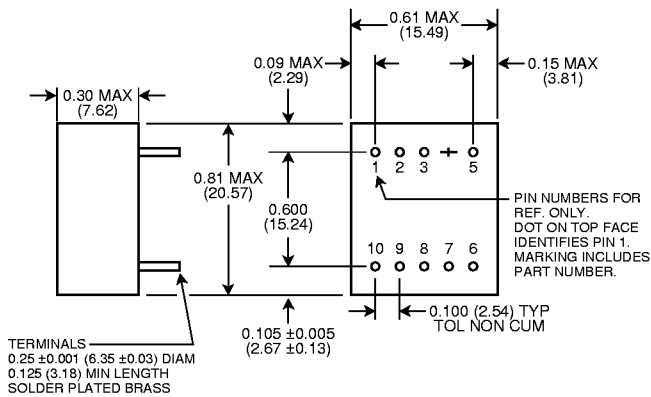 0.61 MAX
(15.49)
0.09 MAX
(2.29)
0.15 MAX
(3.81)
0.30 MAX
(7.62)
1 2 3 5
0.81 MAX
(20.57)
0.600
(15.24)
PIN NUMBERS FOR
REF. ONLY.
DOT ON TOP FACE
IDENTIFIES PIN 1.
MARKING INCLUDES
PART NUMBER.
10 9 8 7 6
0.100 (2.54) TYP
TOL NON CUM
0.105 ±0.005
(2.67 ±0.13)
TERMINALS
0.25 ±0.001 (6.35 ±0.03) DIAM
0.125 (3.18) MIN LENGTH
SOLDER PLATED BRASS